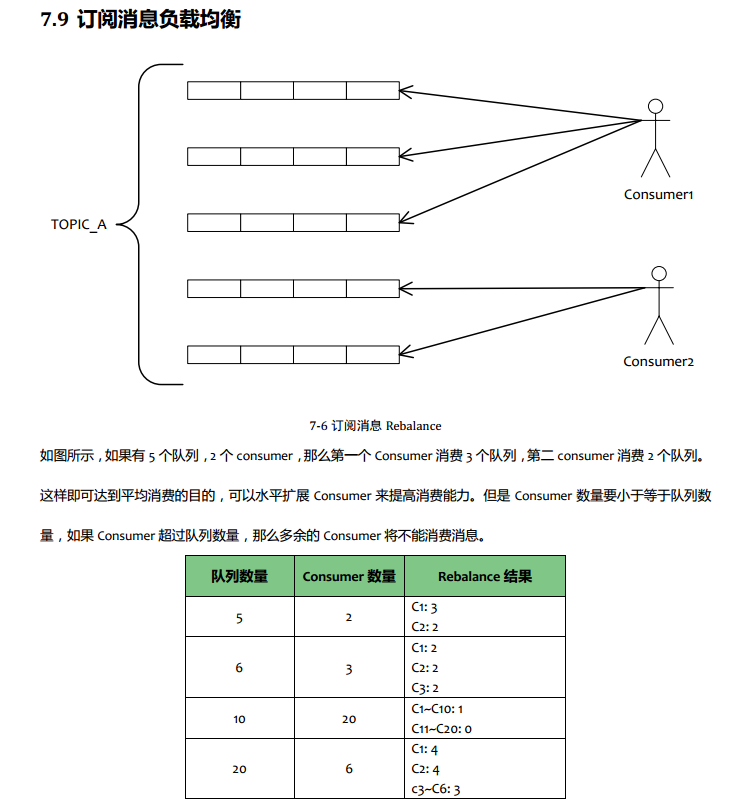 7.9 订阅消息负载均衡
TOPIC_A
Consumer1
Consumer2
7-6 订阅消息 Rebalance
如图所示，如果有 5 个队列，2 个 consumer，那么第一个 Consumer 消费 3 个队列，第二 consumer 消费 2 个队列。
这样即可达到平均消费的目的，可以水平扩展 Consumer 来提高消费能力。但是 Consumer 数量要小于等于队列数
量，如果 Consumer 超过队列数量，那么多余的 Consumer 将不能消费消息。
队列数量 Consumer 数量 Rebalance 结果
5 2 C1: 3
C2: 2
6 3 C1: 2
C2: 2
C3: 2
10 20 C1~C10: 1
C11~C20: 0
20 6 C1: 4
C2: 4
c3~C6: 3